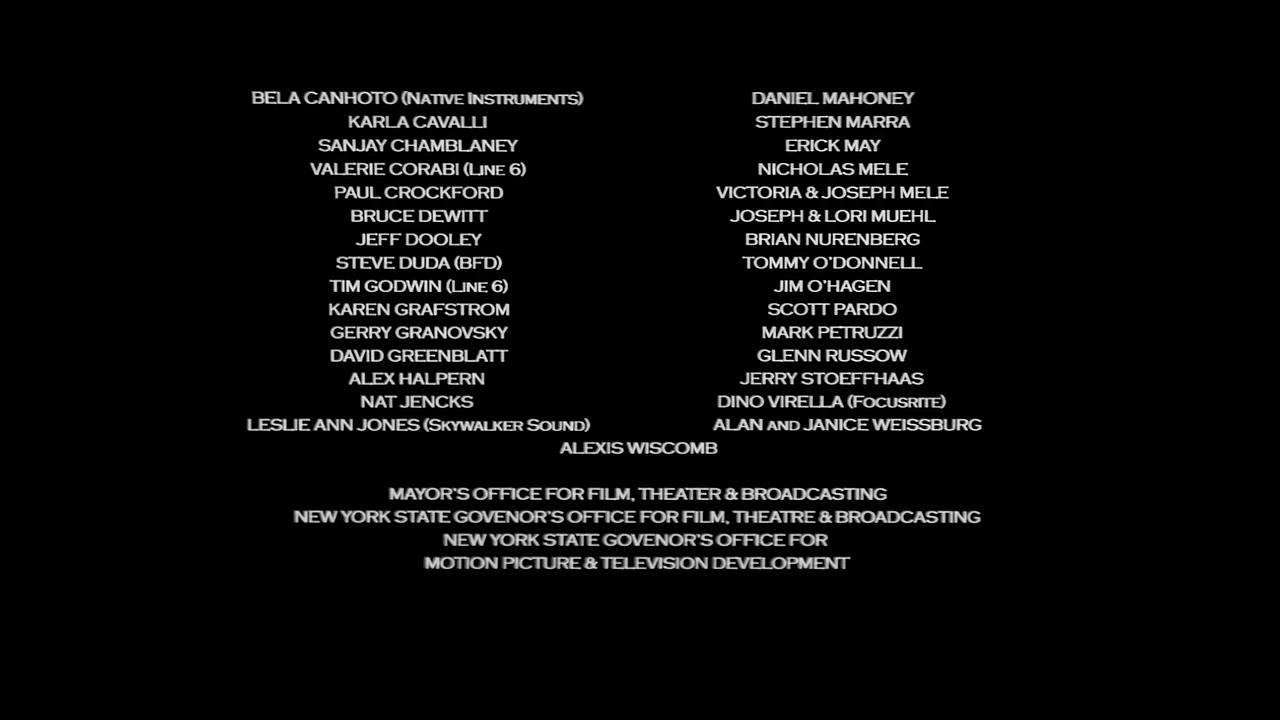 BELA CANHOTO (NATIVE INSTRUMENTS)
KARLA CAVALLI
SANJAY CHAMBLANEY
VALERIE CORABI (LINE 6)
PAUL CROCKFORD
BRUCE DEWITT
JEFF DOOLEY
STEVE DUDA (BFD)
TIM GODWIN (LINE 6)
KAREN GRAFSTROM
GERRY GRANOVSKY
DAVID GREENBLATT
ALEX HALPERN
NAT JENCKS
LESLIE ANN JONES (SKYWALKER SOUND)
DANIEL MAHONEY
STEPHEN MARRA
ERICK MAY
NICHOLAS MELE
VICTORIA & JOSEPH MELE
JOSEPH & LORI MUEHL
BRIAN NURENBERG
TOMMY O'DONNELL
JIM O'HAGEN
SCOTT PARDO
MARK PETRUZZI
GLENN RUSSOW
JERRY STOEFFHAAS
DINO VIRELLA (FOCUSRITE)
ALAN AND JANICE WEISSBURG
ALEXIS WISCOMB
MAYOR'S OFFICE FOR FILM, THEATER & BROADCASTING
NEW YORK STATE GOVENOR'S OFFICE FOR FILM, THEATRE & BROADCASTING
NEW YORK STATE GOVENOR'S OFFICE FOR
MOTION PICTURE & TELEVISION DEVELOPMENT